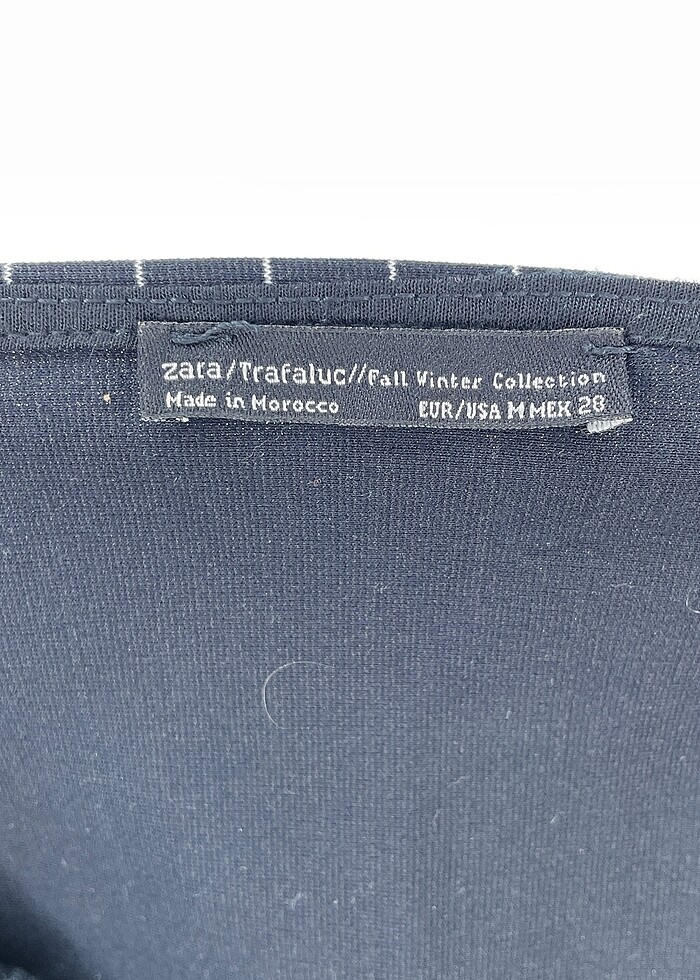 zara/Trafaluc//Fall Winter Collection
Made in Morocco EUR/USA M MEX 28